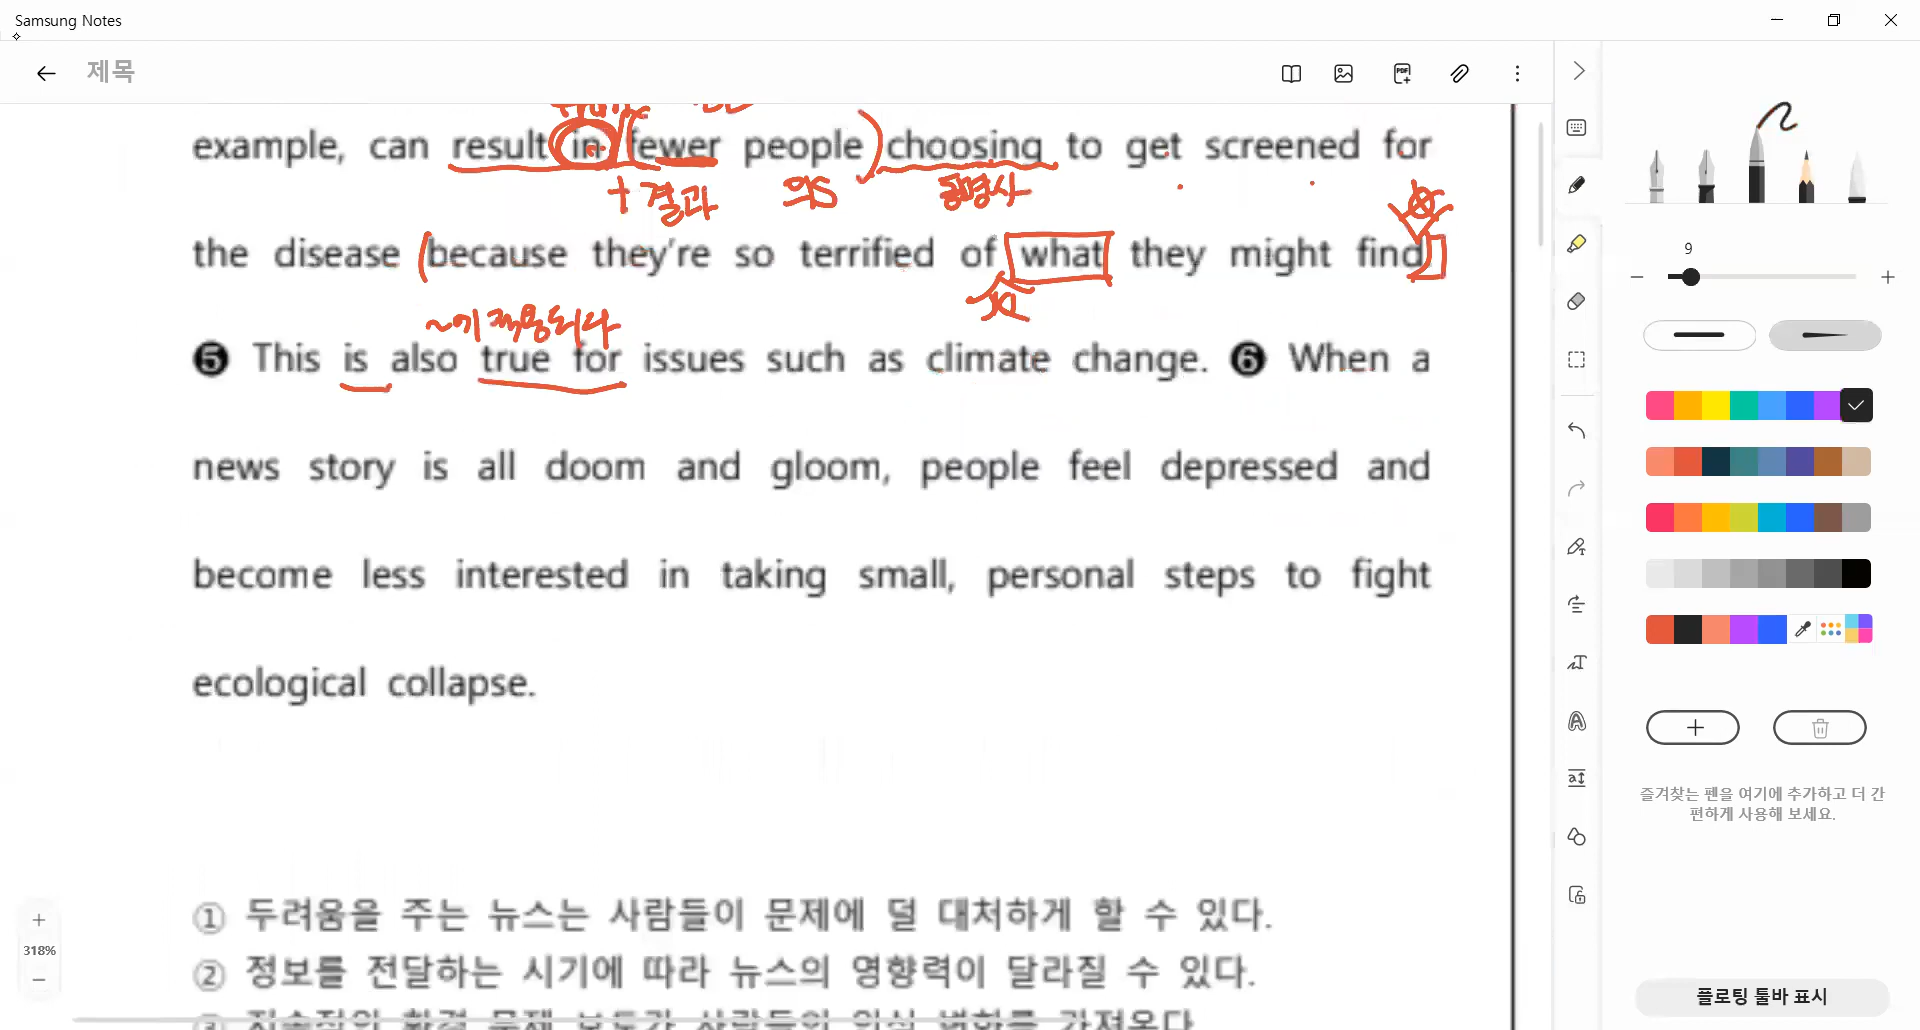 Samsung Notes
제목
example, can result in fewer people choosing to get screened for
+ 결과 의S 동명사
the disease because they're so terrified of what they might find
~에 적용되다
❺ This is also true for issues such as climate change. ❻ When a
news story is all doom and gloom, people feel depressed and
become less interested in taking small, personal steps to fight
ecological collapse.
① 두려움을 주는 뉴스는 사람들이 문제에 덜 대처하게 할 수 있다.
② 정보를 전달하는 시기에 따라 뉴스의 영향력이 달라질 수 있다.
318%
9
즐겨찾는 펜을 여기에 추가하고 더 간
편하게 사용해 보세요.
플로팅 툴바 표시